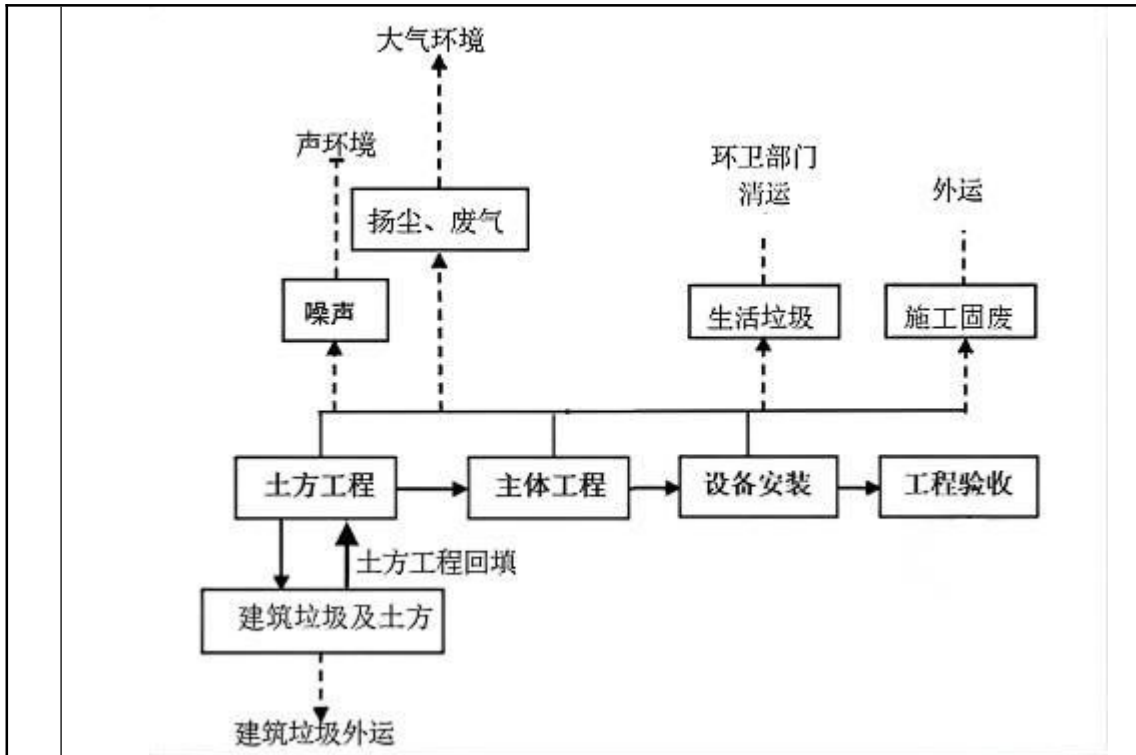 大气环境
声环境
环卫部门
清运
外运
扬尘、废气
噪声
生活垃圾
施工固废
土方工程
主体工程
设备安装
工程验收
土方工程回填
建筑垃圾及土方
建筑垃圾外运